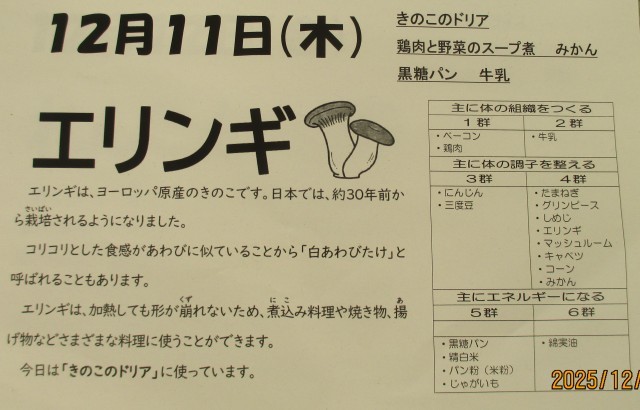 12月11日(木)
きのこのドリア
鶏肉と野菜のスープ煮　みかん
黒糖パン　牛乳
エリンギ
エリンギは、ヨーロッパ原産のきのこです。日本では、約30年前か
ら栽培されるようになりました。
コリコリとした食感があわびに似ていることから「白あわびたけ」と
呼ばれることもあります。
エリンギは、加熱しても形が崩れないため、煮込み料理や焼き物、揚
げ物などさまざまな料理に使うことができます。
今日は「きのこのドリア」に使っています。
主に体の組織をつくる
1群　2群
・ベーコン　・牛乳
・鶏肉
主に体の調子を整える
3群　4群
・にんじん　・たまねぎ
・三度豆　・グリンピース
・しめじ
・エリンギ
・マッシュルーム
・キャベツ
・コーン
・みかん
主にエネルギーになる
5群　6群
・黒糖パン　・綿実油
・精白米
・パン粉（米粉）
・じゃがいも
2025/12/